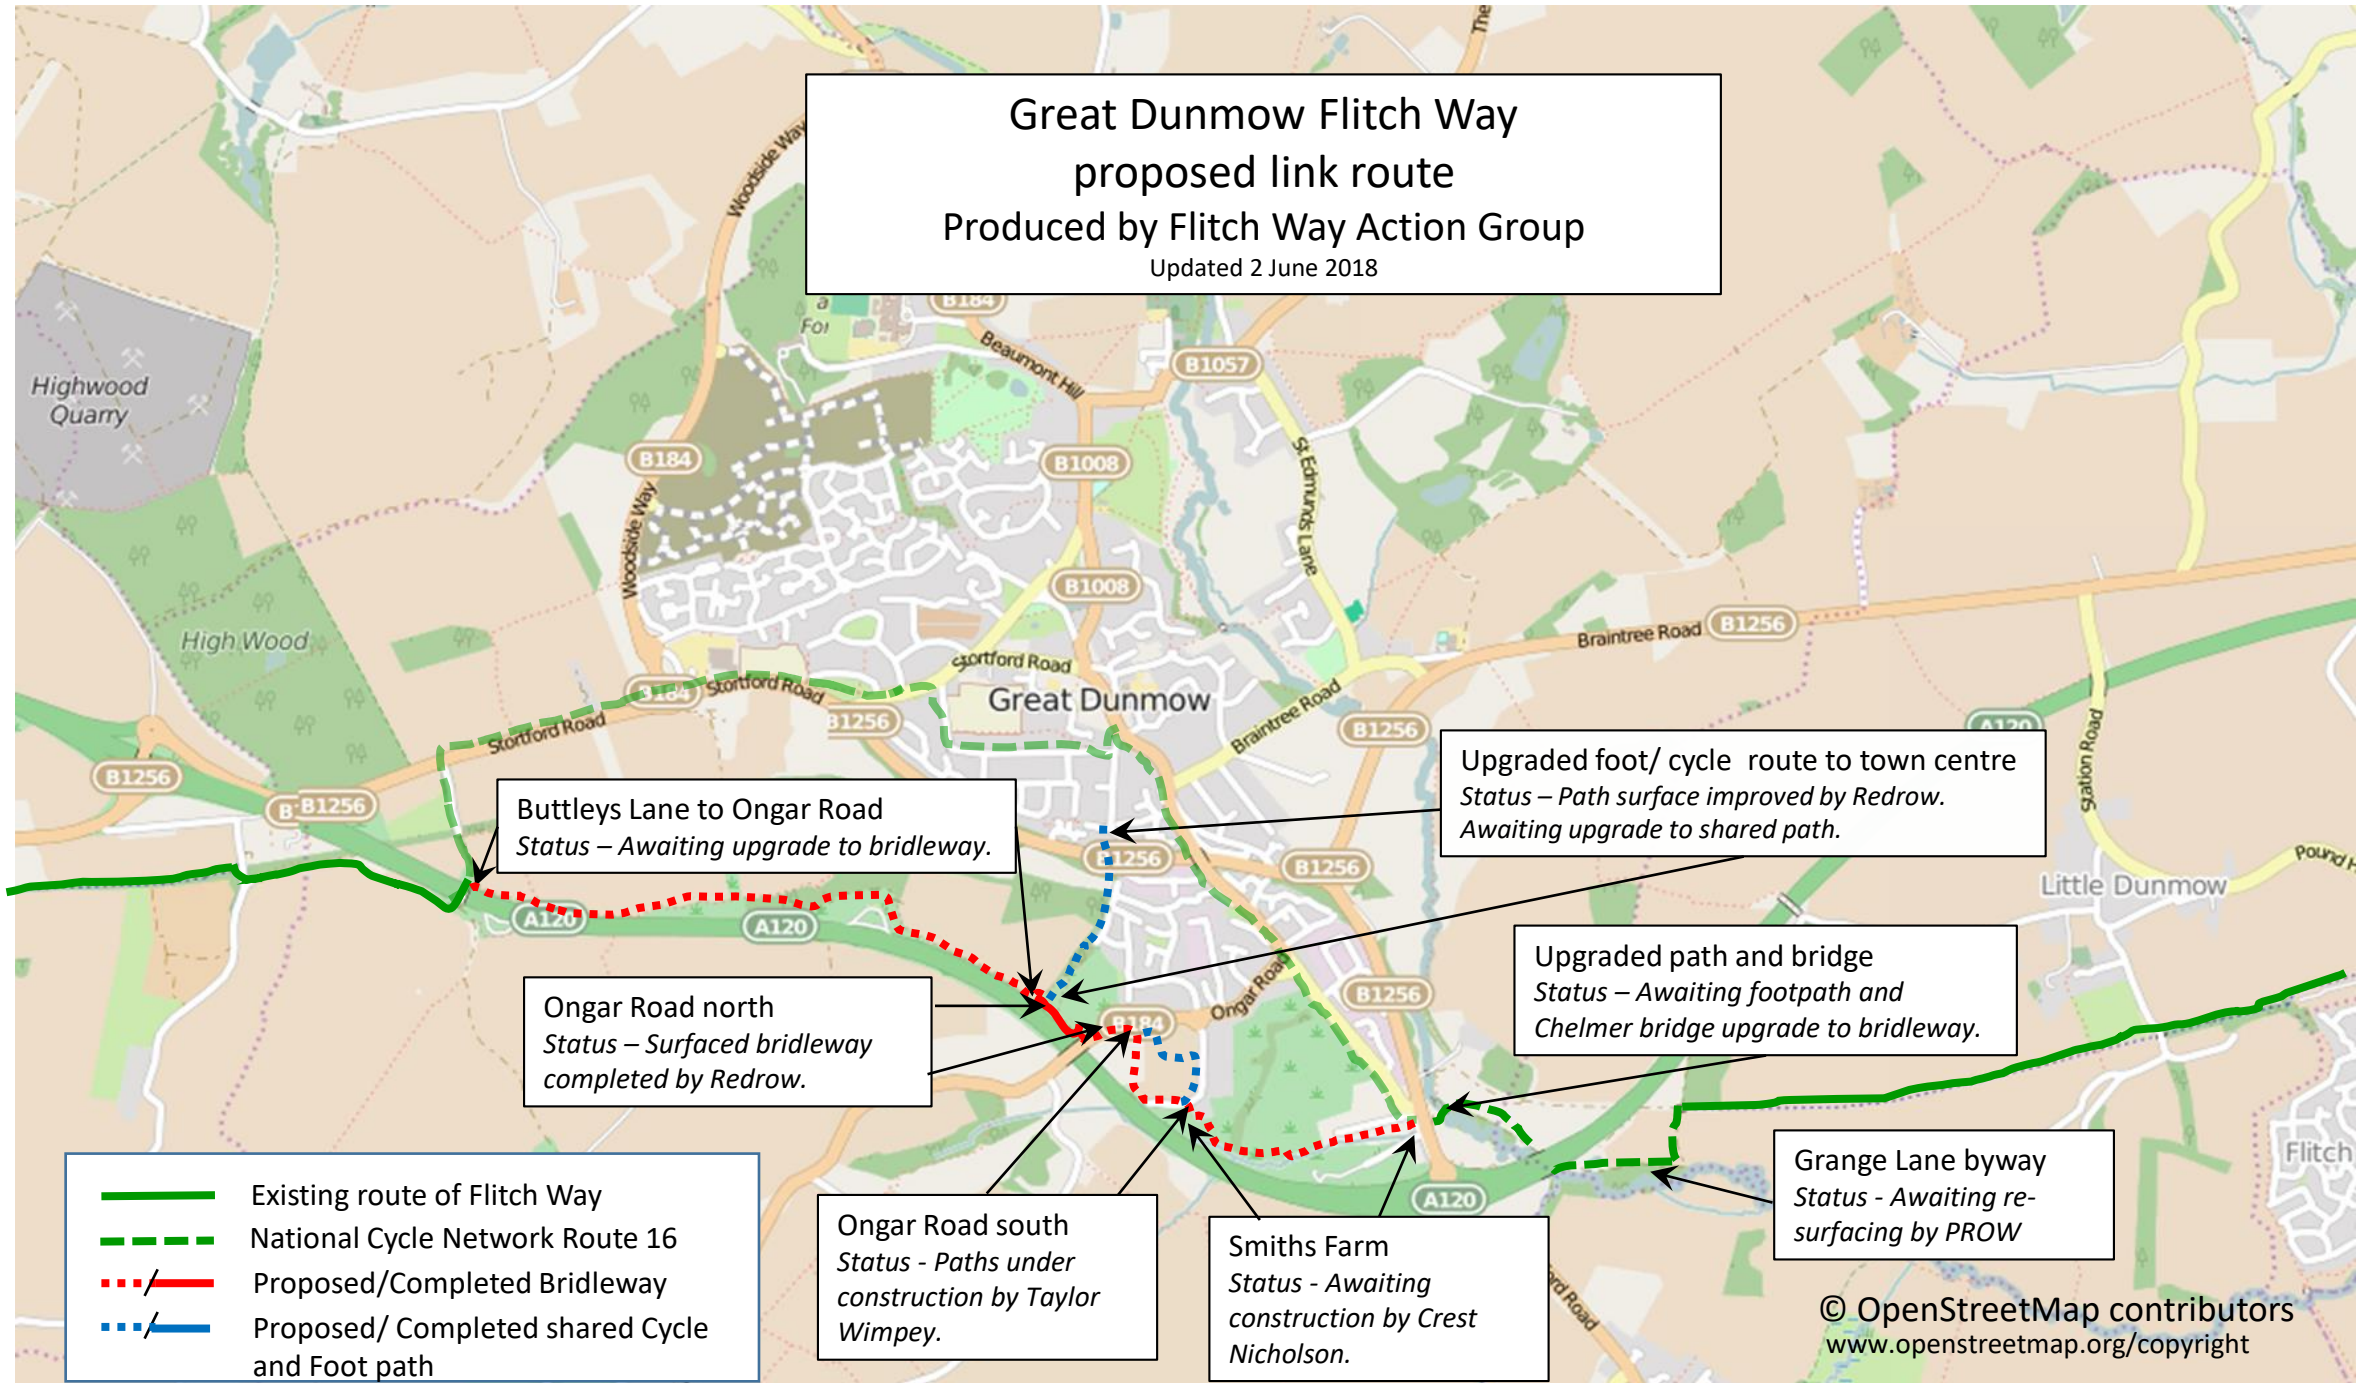 Great Dunmow Flitch Way
proposed link route
Produced by Flitch Way Action Group
Updated 2 June 2018
The
Woodside Way
B184
a
For
Beaumont Hill
B1057
Highwood
Quarry
B184
B1008
St Edmunds Lane
Woodside Way
B1008
High Wood
Braintree Road
B1256
Stortford Road
B184
Stortford Road
Great Dunmow
B1256
Stortford Road
Braintree Road
B1256
A120
Station Road
B1256
B1256
Buttleys Lane to Ongar Road
Status – Awaiting upgrade to bridleway.
Upgraded foot/ cycle  route to town centre
Status – Path surface improved by Redrow.
Awaiting upgrade to shared path.
B1256
B1256
Pound H
Little Dunmow
A120
A120
Upgraded path and bridge
Status – Awaiting footpath and
Chelmer bridge upgrade to bridleway.
Ongar Road north
Status – Surfaced bridleway
completed by Redrow.
Ongar Road
B1256
B184
Flitch
Grange Lane byway
Status - Awaiting re-
surfacing by PROW
A120
Ongar Road south
Status - Paths under
construction by Taylor
Wimpey.
Smiths Farm
Status - Awaiting
construction by Crest
Nicholson.
ord Road
Existing route of Flitch Way
National Cycle Network Route 16
Proposed/Completed Bridleway
Proposed/ Completed shared Cycle
and Foot path
© OpenStreetMap contributors
www.openstreetmap.org/copyright